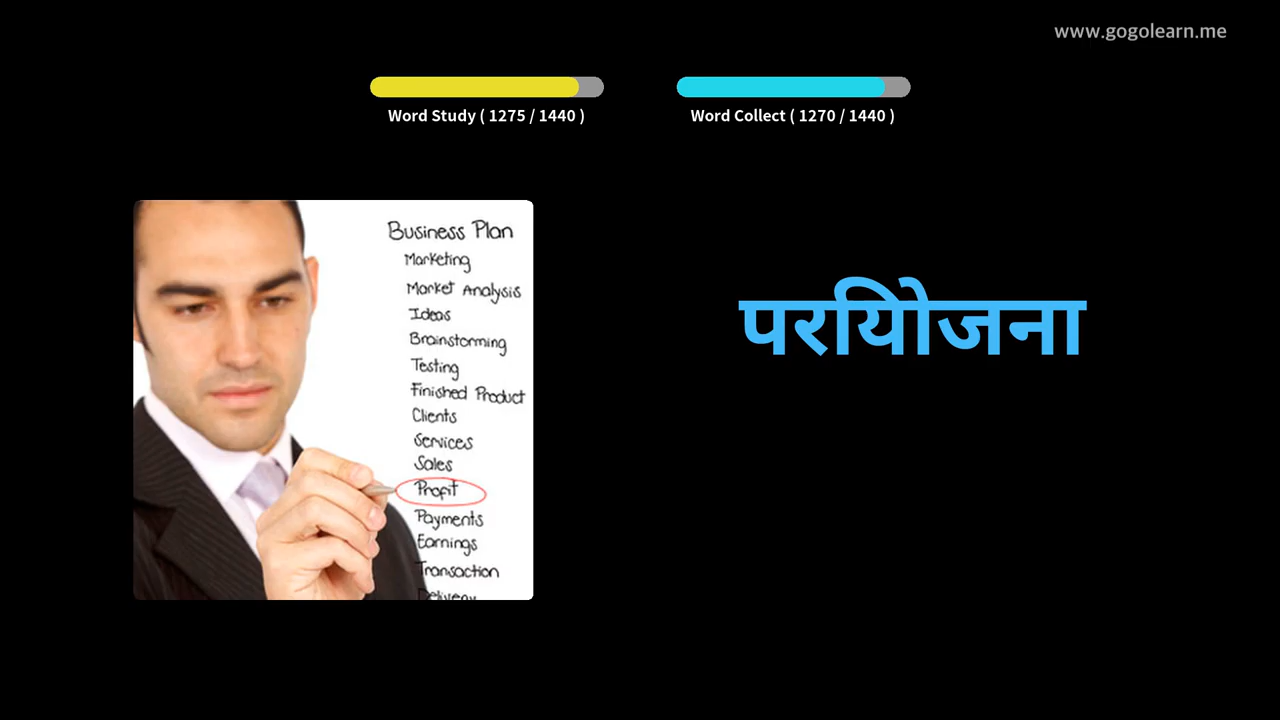 www.gogolearn.me
Word Study ( 1275 / 1440 )
Word Collect ( 1270 / 1440 )
Business Plan
Marketing
Market Analysis
Ideas
Brainstorming
Testing
Finished Product
Clients
Services
Sales
Profit
Payments
Earnings
Transaction
Delivery
परियोजना